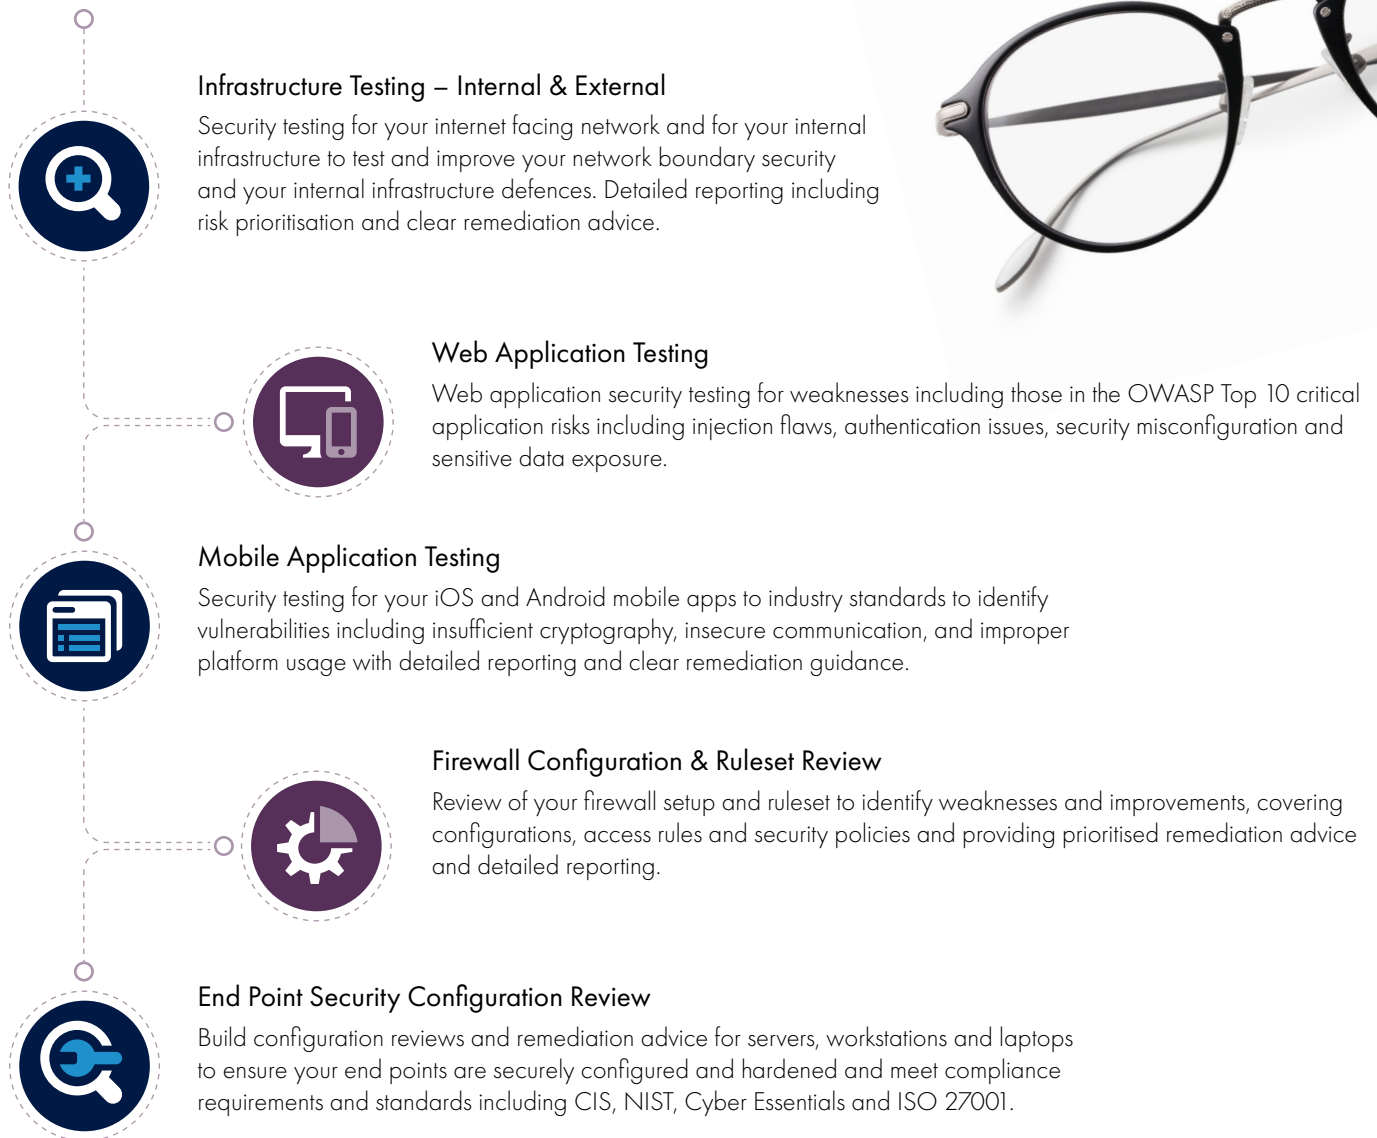 Infrastructure Testing – Internal & External
Security testing for your internet facing network and for your internal
infrastructure to test and improve your network boundary security
and your internal infrastructure defences. Detailed reporting including
risk prioritisation and clear remediation advice.
Web Application Testing
Web application security testing for weaknesses including those in the OWASP Top 10 critical
application risks including injection flaws, authentication issues, security misconfiguration and
sensitive data exposure.
Mobile Application Testing
Security testing for your iOS and Android mobile apps to industry standards to identify
vulnerabilities including insufficient cryptography, insecure communication, and improper
platform usage with detailed reporting and clear remediation guidance.
Firewall Configuration & Ruleset Review
Review of your firewall setup and ruleset to identify weaknesses and improvements, covering
configurations, access rules and security policies and providing prioritised remediation advice
and detailed reporting.
End Point Security Configuration Review
Build configuration reviews and remediation advice for servers, workstations and laptops
to ensure your end points are securely configured and hardened and meet compliance
requirements and standards including CIS, NIST, Cyber Essentials and ISO 27001.